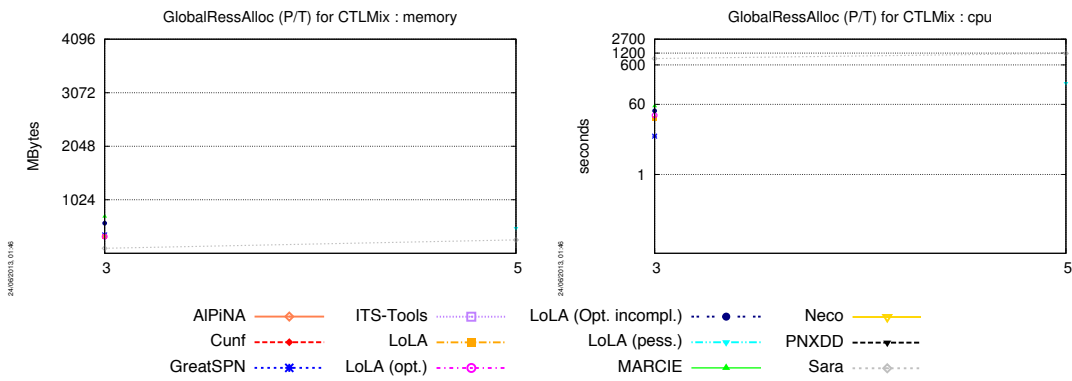 GlobalRessAlloc (P/T) for CTLMix : memory
4096
3072
2048
1024
MBytes
3
5
24/06/2013, 01:46
GlobalRessAlloc (P/T) for CTLMix : cpu
2700
1200
600
60
1
seconds
3
5
24/06/2013, 01:46
AlPiNA
Cunf
GreatSPN
ITS-Tools
LoLA
LoLA (opt.)
LoLA (Opt. incompl.)
LoLA (pess.)
MARCIE
Neco
PNXDD
Sara